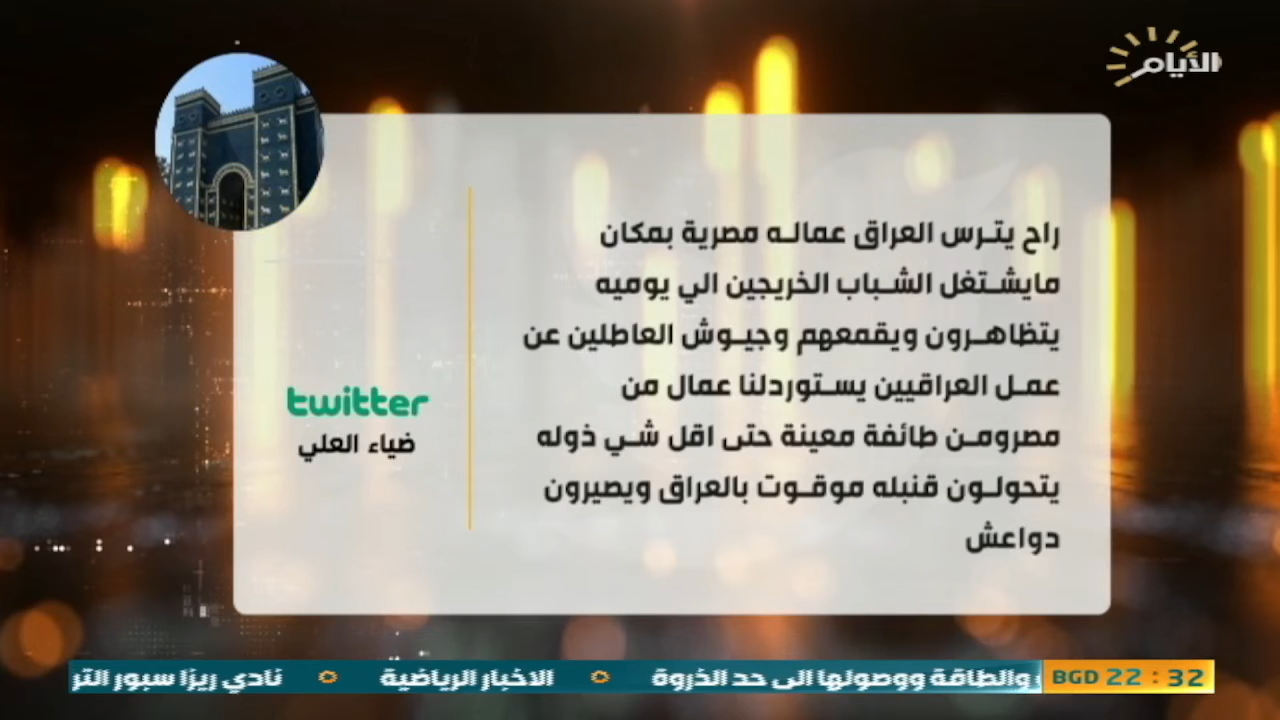 الأيام
راح يترس العراق عماله مصرية بمكان
مايشتغل الشباب الخريجين الي يوميه
يتظاهرون ويقمعهم وجيوش العاطلين عن
عمل العراقيين يستوردلنا عمال من
مصرومن طائفة معينة حتى اقل شي ذوله
يتحولون قنبله موقوت بالعراق ويصيرون
دواعش
twitter
ضياء العلي
BGD 22 : 32
والطاقة ووصولها الى حد الذروة
الاخبار الرياضية
نادي ريزا سبور